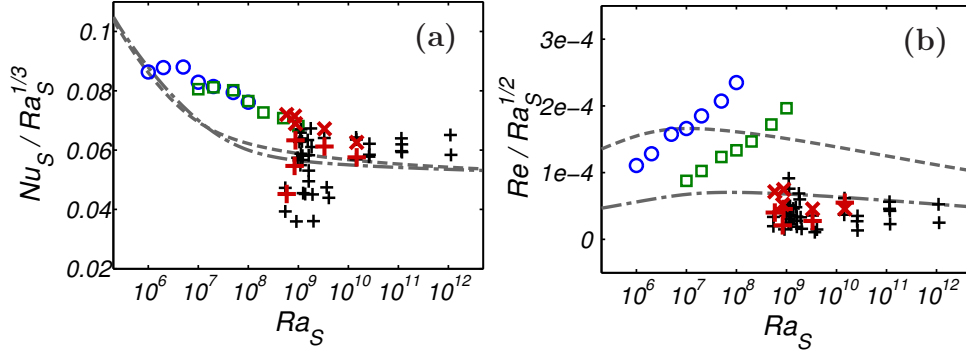 (a)
0.1
0.08
0.06
0.04
0.02
Nu_S / Ra_S^{1/3}
10^6 10^7 10^8 10^9 10^{10} 10^{11} 10^{12}
Ra_S
(b)
3e−4
2e−4
1e−4
0
Re / Ra_S^{1/2}
10^6 10^7 10^8 10^9 10^{10} 10^{11} 10^{12}
Ra_S